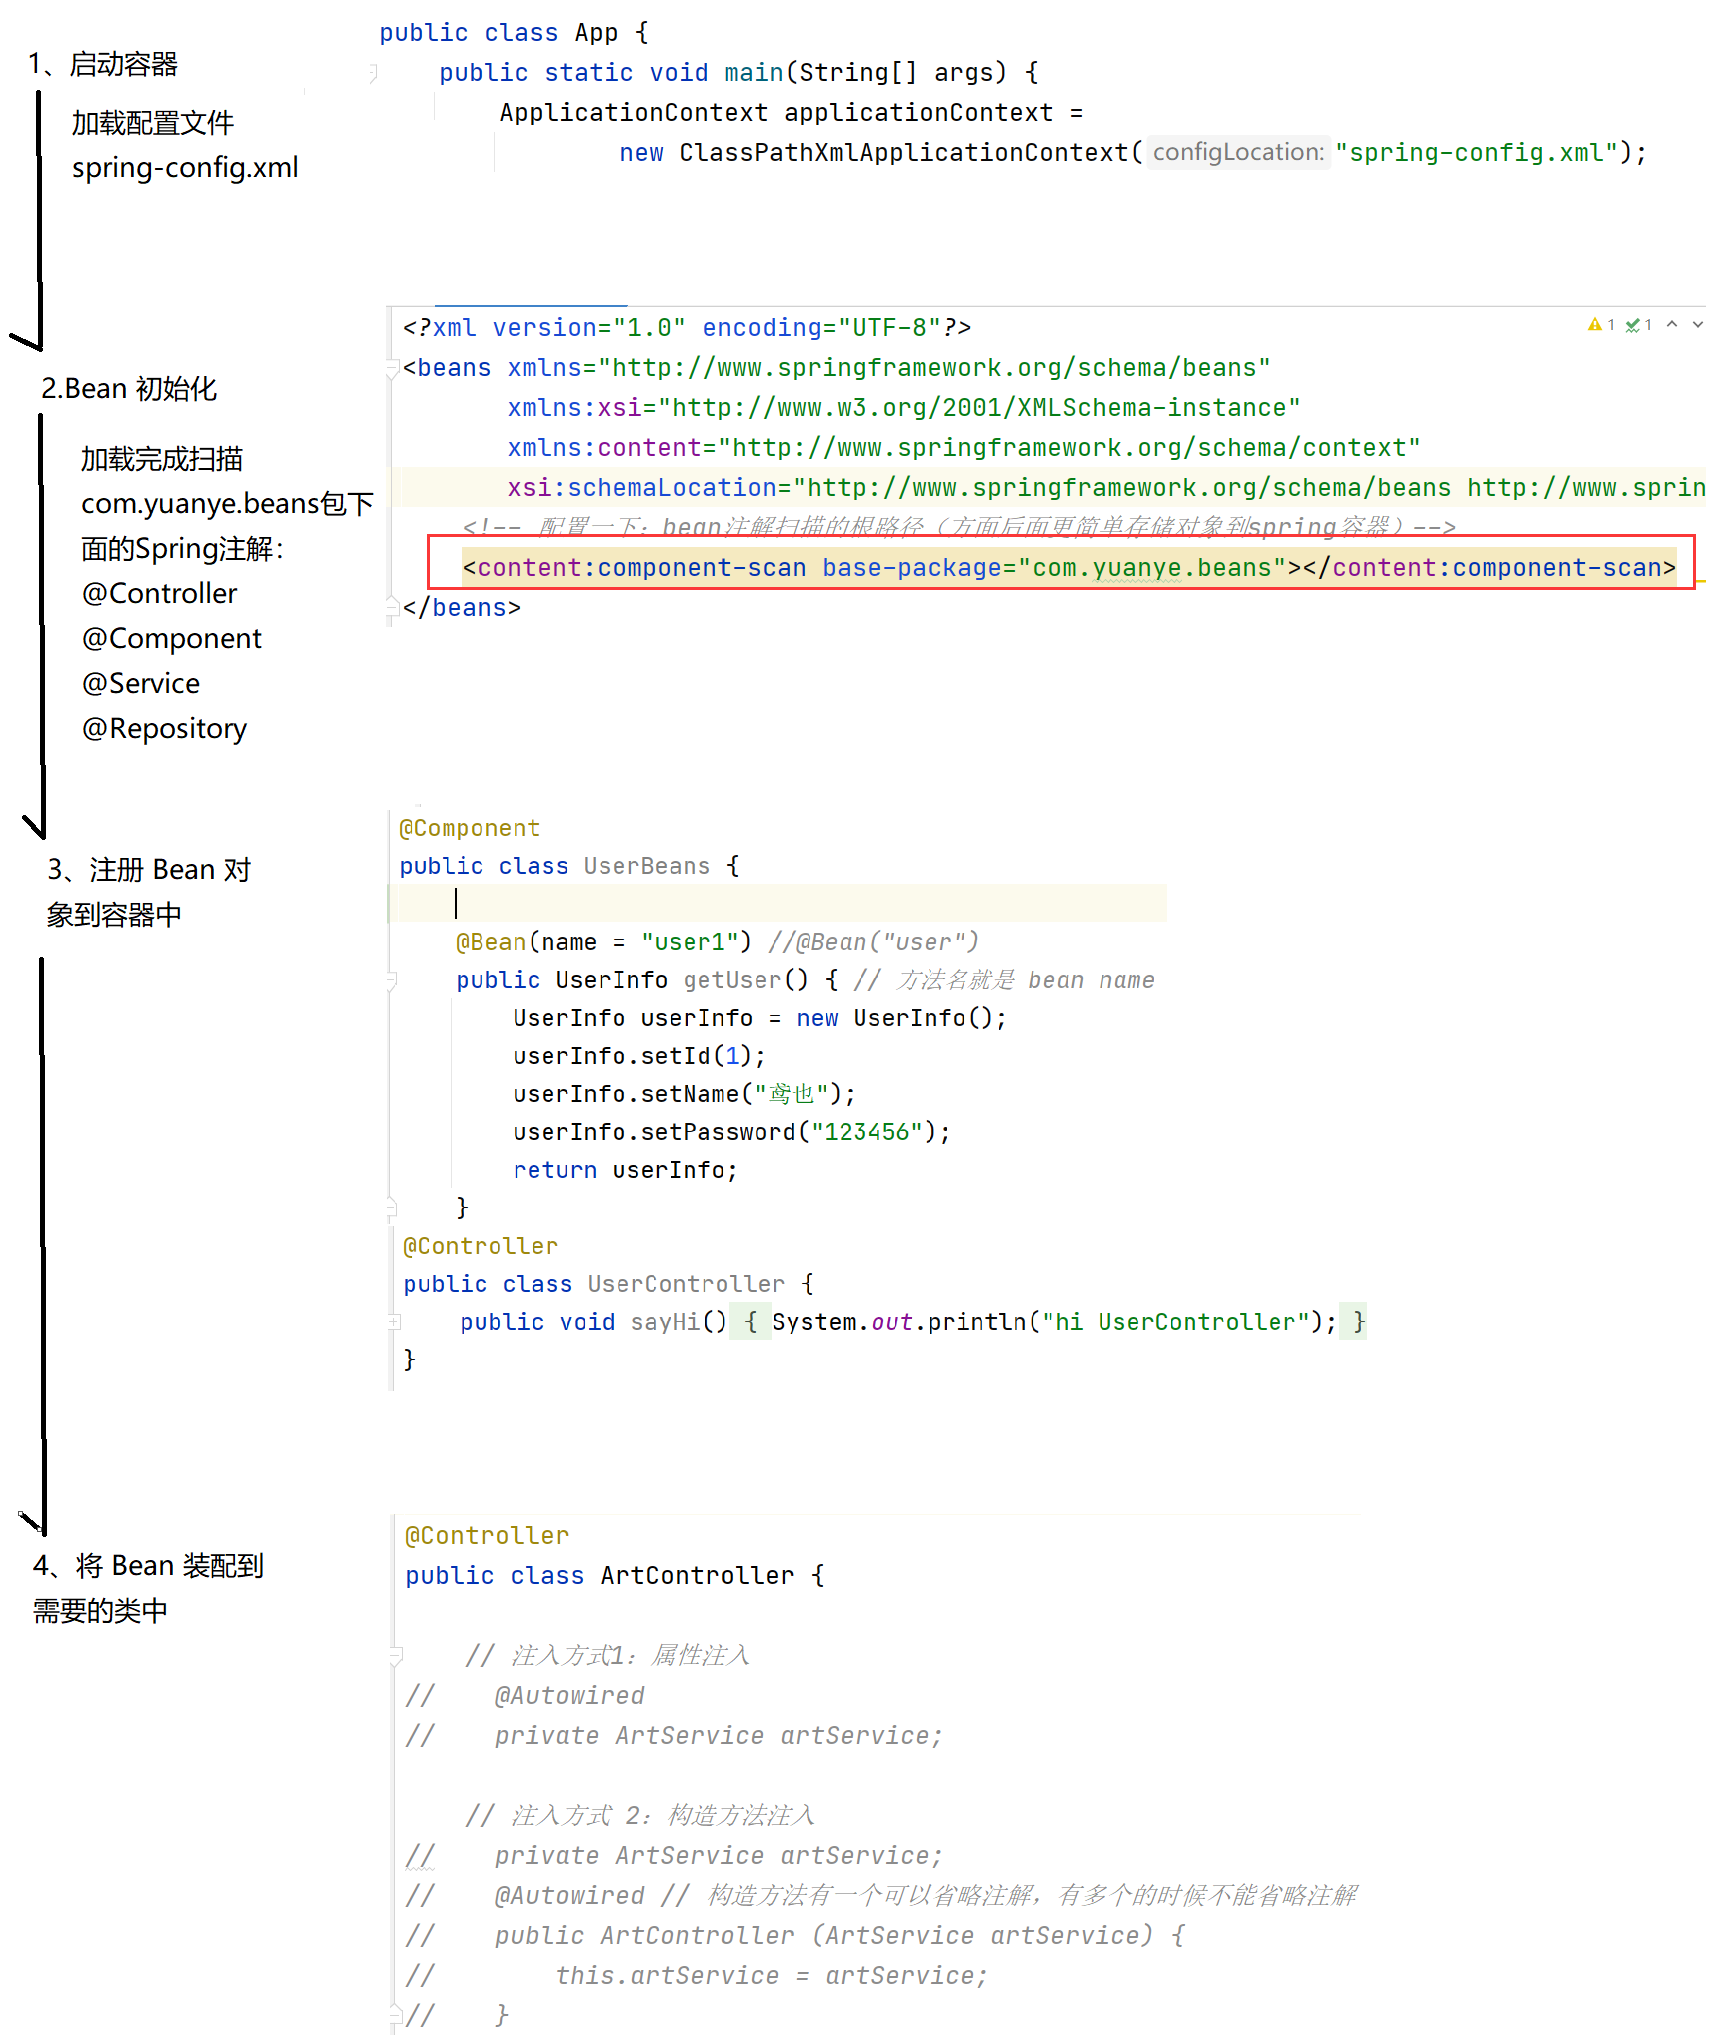 1、启动容器
加载配置文件
spring-config.xml
public class App {
public static void main(String[] args) {
ApplicationContext applicationContext =
new ClassPathXmlApplicationContext( configLocation: "spring-config.xml");
2.Bean 初始化
加载完成扫描
com.yuanye.beans包下
面的Spring注解：
@Controller
@Component
@Service
@Repository
<?xml version="1.0" encoding="UTF-8"?>
1 1
<beans xmlns="http://www.springframework.org/schema/beans"
xmlns:xsi="http://www.w3.org/2001/XMLSchema-instance"
xmlns:content="http://www.springframework.org/schema/context"
xsi:schemaLocation="http://www.springframework.org/schema/beans http://www.sprin
<!-- 配置一下：bean注解扫描的根路径（方面后面更简单存储对象到spring容器）-->
<content:component-scan base-package="com.yuanye.beans"></content:component-scan>
</beans>
3、注册 Bean 对
象到容器中
@Component
public class UserBeans {
@Bean(name = "user1") //@Bean("user")
public UserInfo getUser() { // 方法名就是 bean name
UserInfo userInfo = new UserInfo();
userInfo.setId(1);
userInfo.setName("鸢也");
userInfo.setPassword("123456");
return userInfo;
}
@Controller
public class UserController {
public void sayHi() { System.out.println("hi UserController"); }
}
4、将 Bean 装配到
需要的类中
@Controller
public class ArtController {
// 注入方式1：属性注入
// @Autowired
// private ArtService artService;
// 注入方式 2：构造方法注入
// private ArtService artService;
// @Autowired // 构造方法有一个可以省略注解，有多个的时候不能省略注解
// public ArtController (ArtService artService) {
// this.artService = artService;
// }